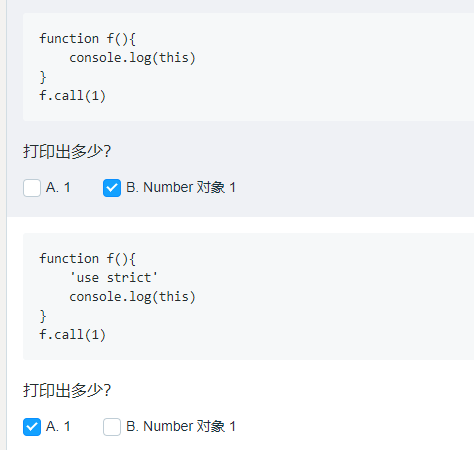 function f(){
    console.log(this)
}
f.call(1)
打印出多少?
A. 1 B. Number 对象 1
function f(){
    'use strict'
    console.log(this)
}
f.call(1)
打印出多少?
A. 1 B. Number 对象 1